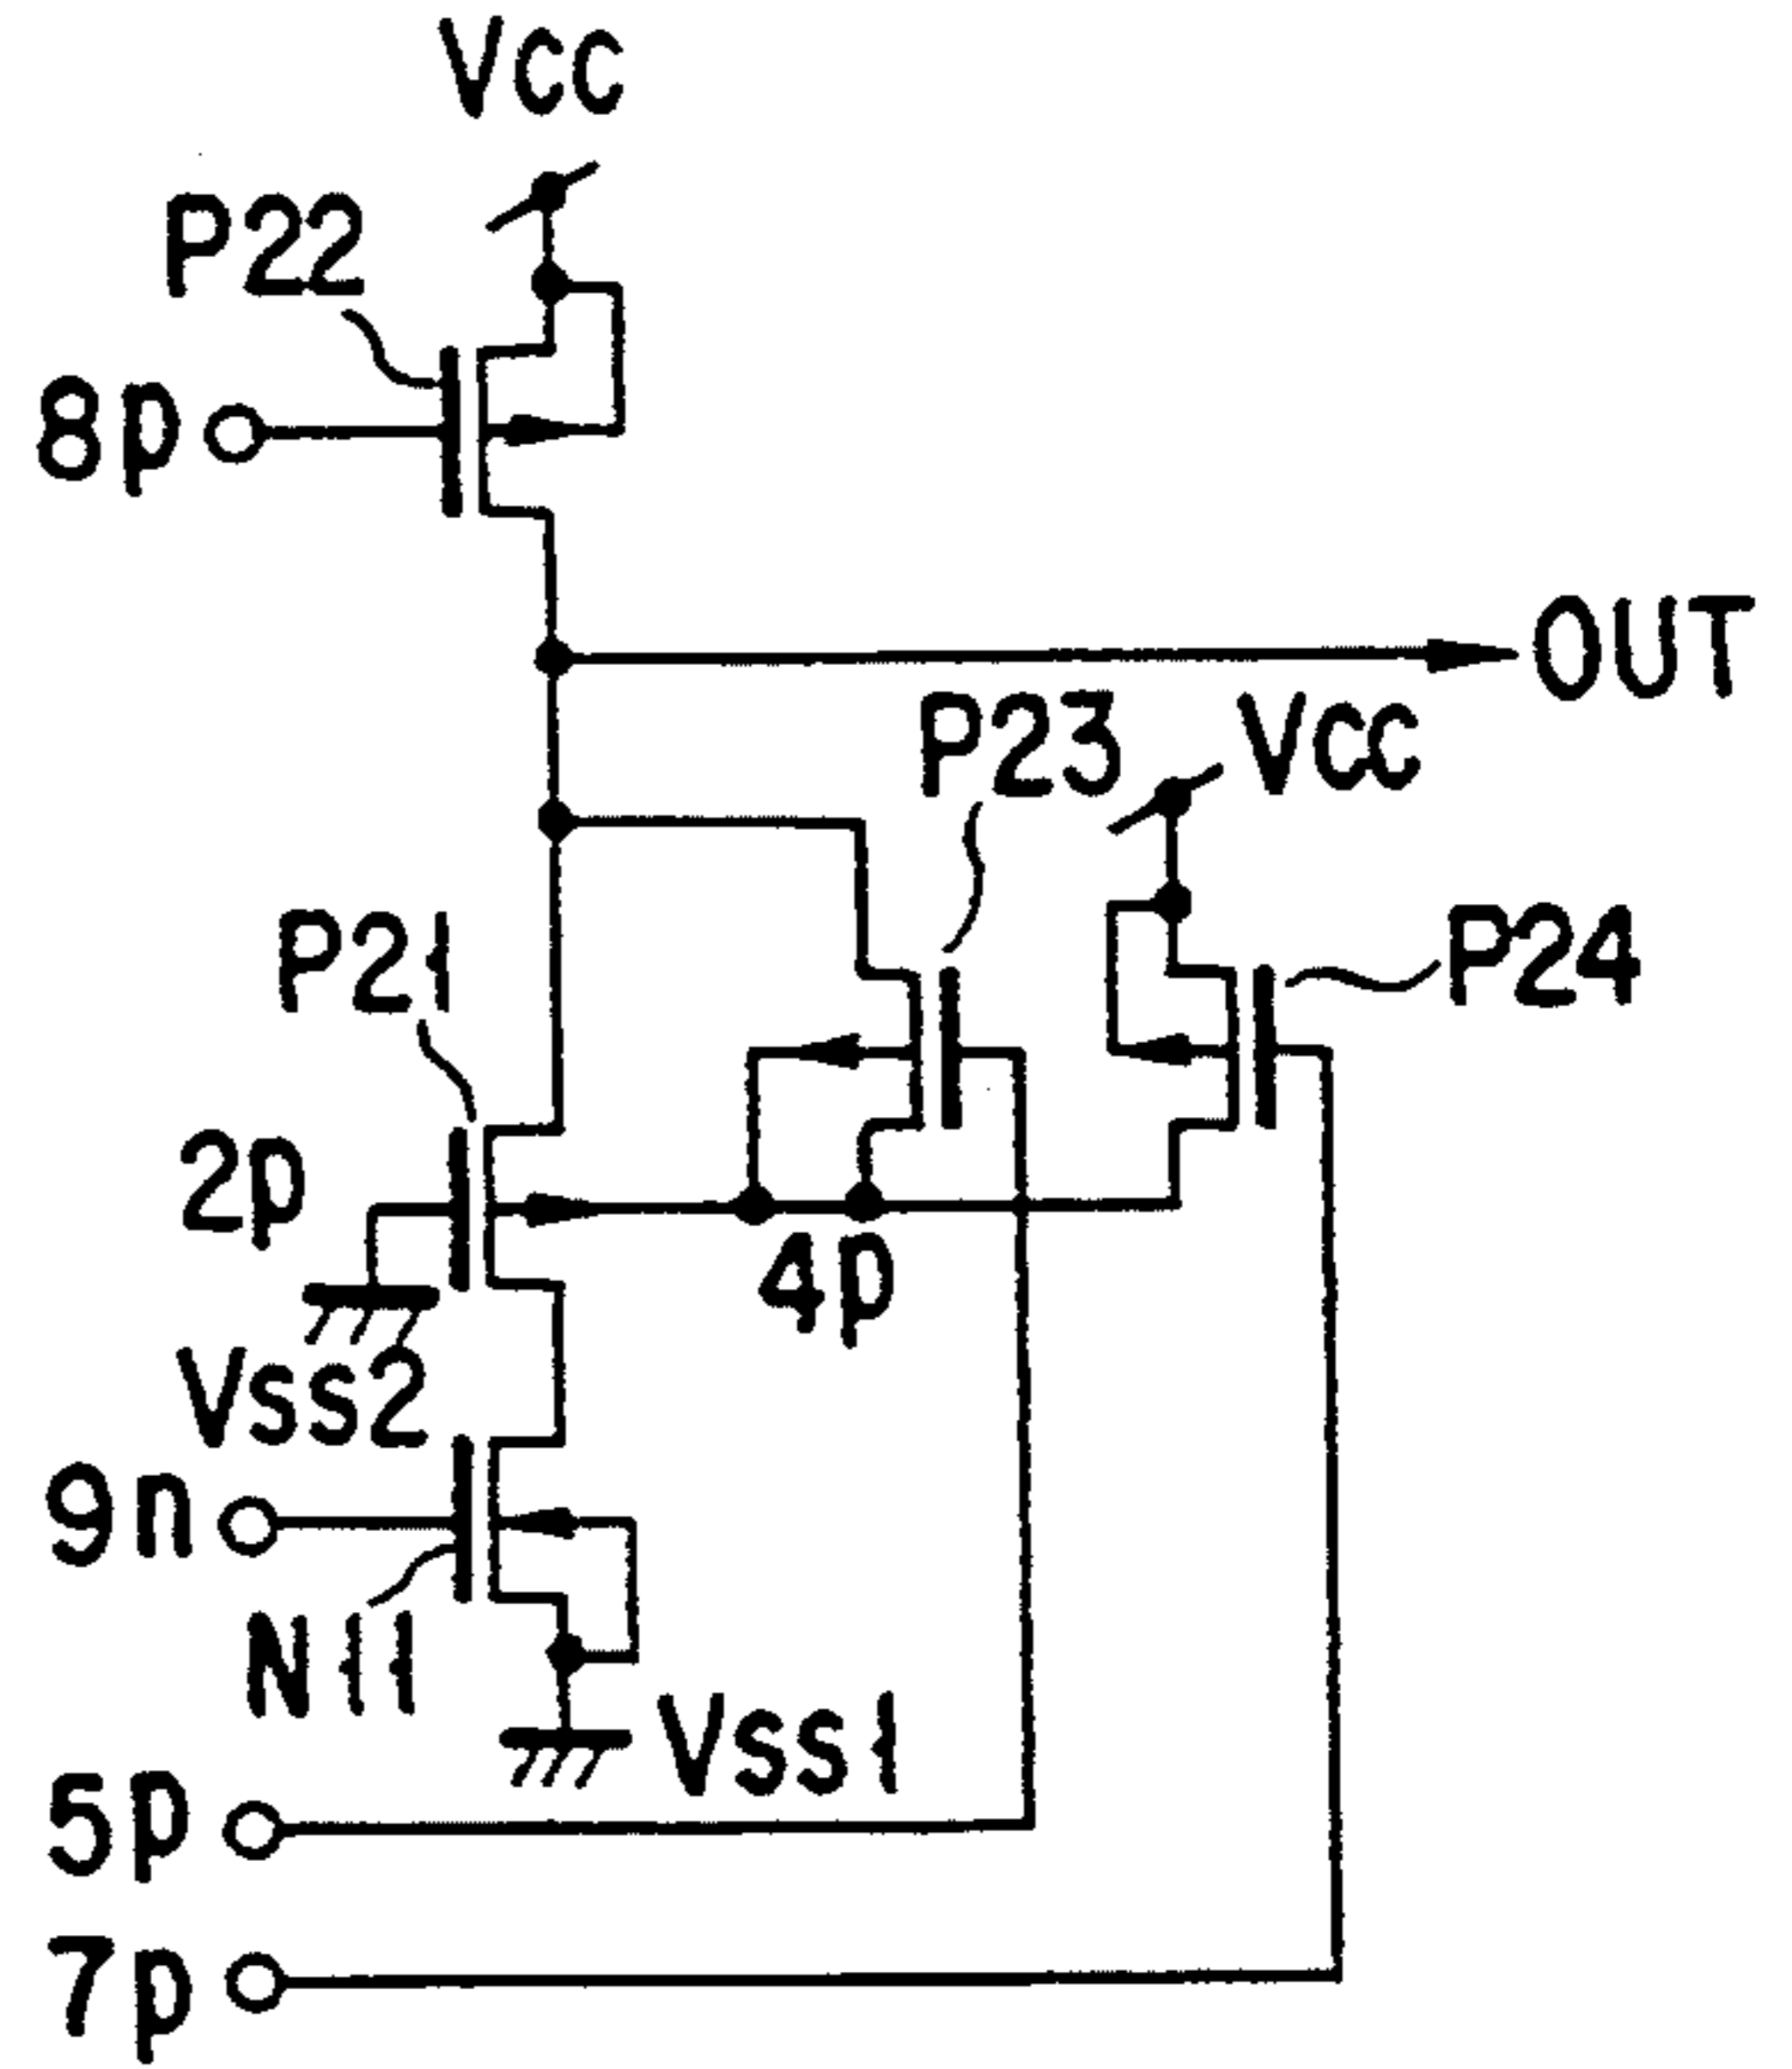 Vcc
P22
8p
OUT
P23
Vcc
P21
P24
2p
4p
Vss2
9n
N11
Vss1
5p
7p